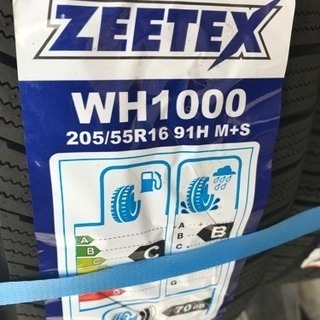 ZEETEX
WH1000
205/55R16 91H M+S
A
B
C
A
B
70 dB